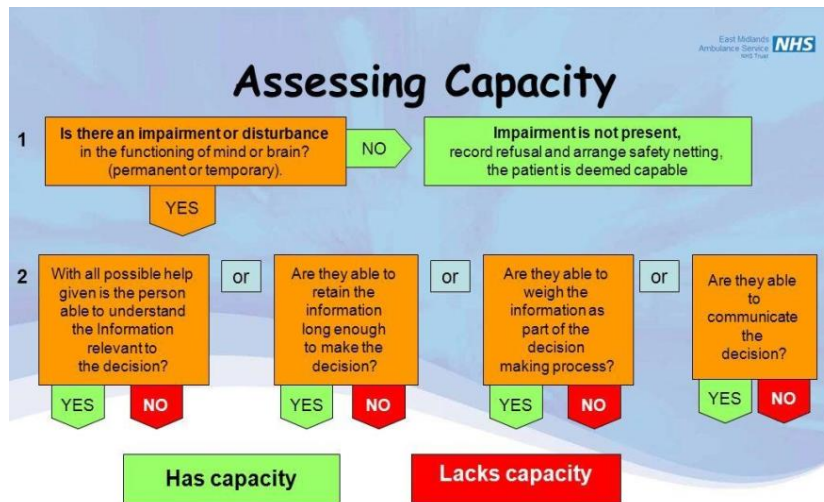 East Midlands
Ambulance Service
NHS Trust
NHS
Assessing Capacity
1
Is there an impairment or disturbance
in the functioning of mind or brain?
(permanent or temporary).
NO
Impairment is not present,
record refusal and arrange safety netting,
the patient is deemed capable
YES
2
With all possible help
given is the person
able to understand
the Information
relevant to
the decision?
or
Are they able to
retain the
information
long enough
to make the
decision?
or
Are they able to
weigh the
information as
part of the
decision
making process?
or
Are they able
to
communicate
the
decision?
YES
NO
YES
NO
YES
NO
YES
NO
Has capacity
Lacks capacity